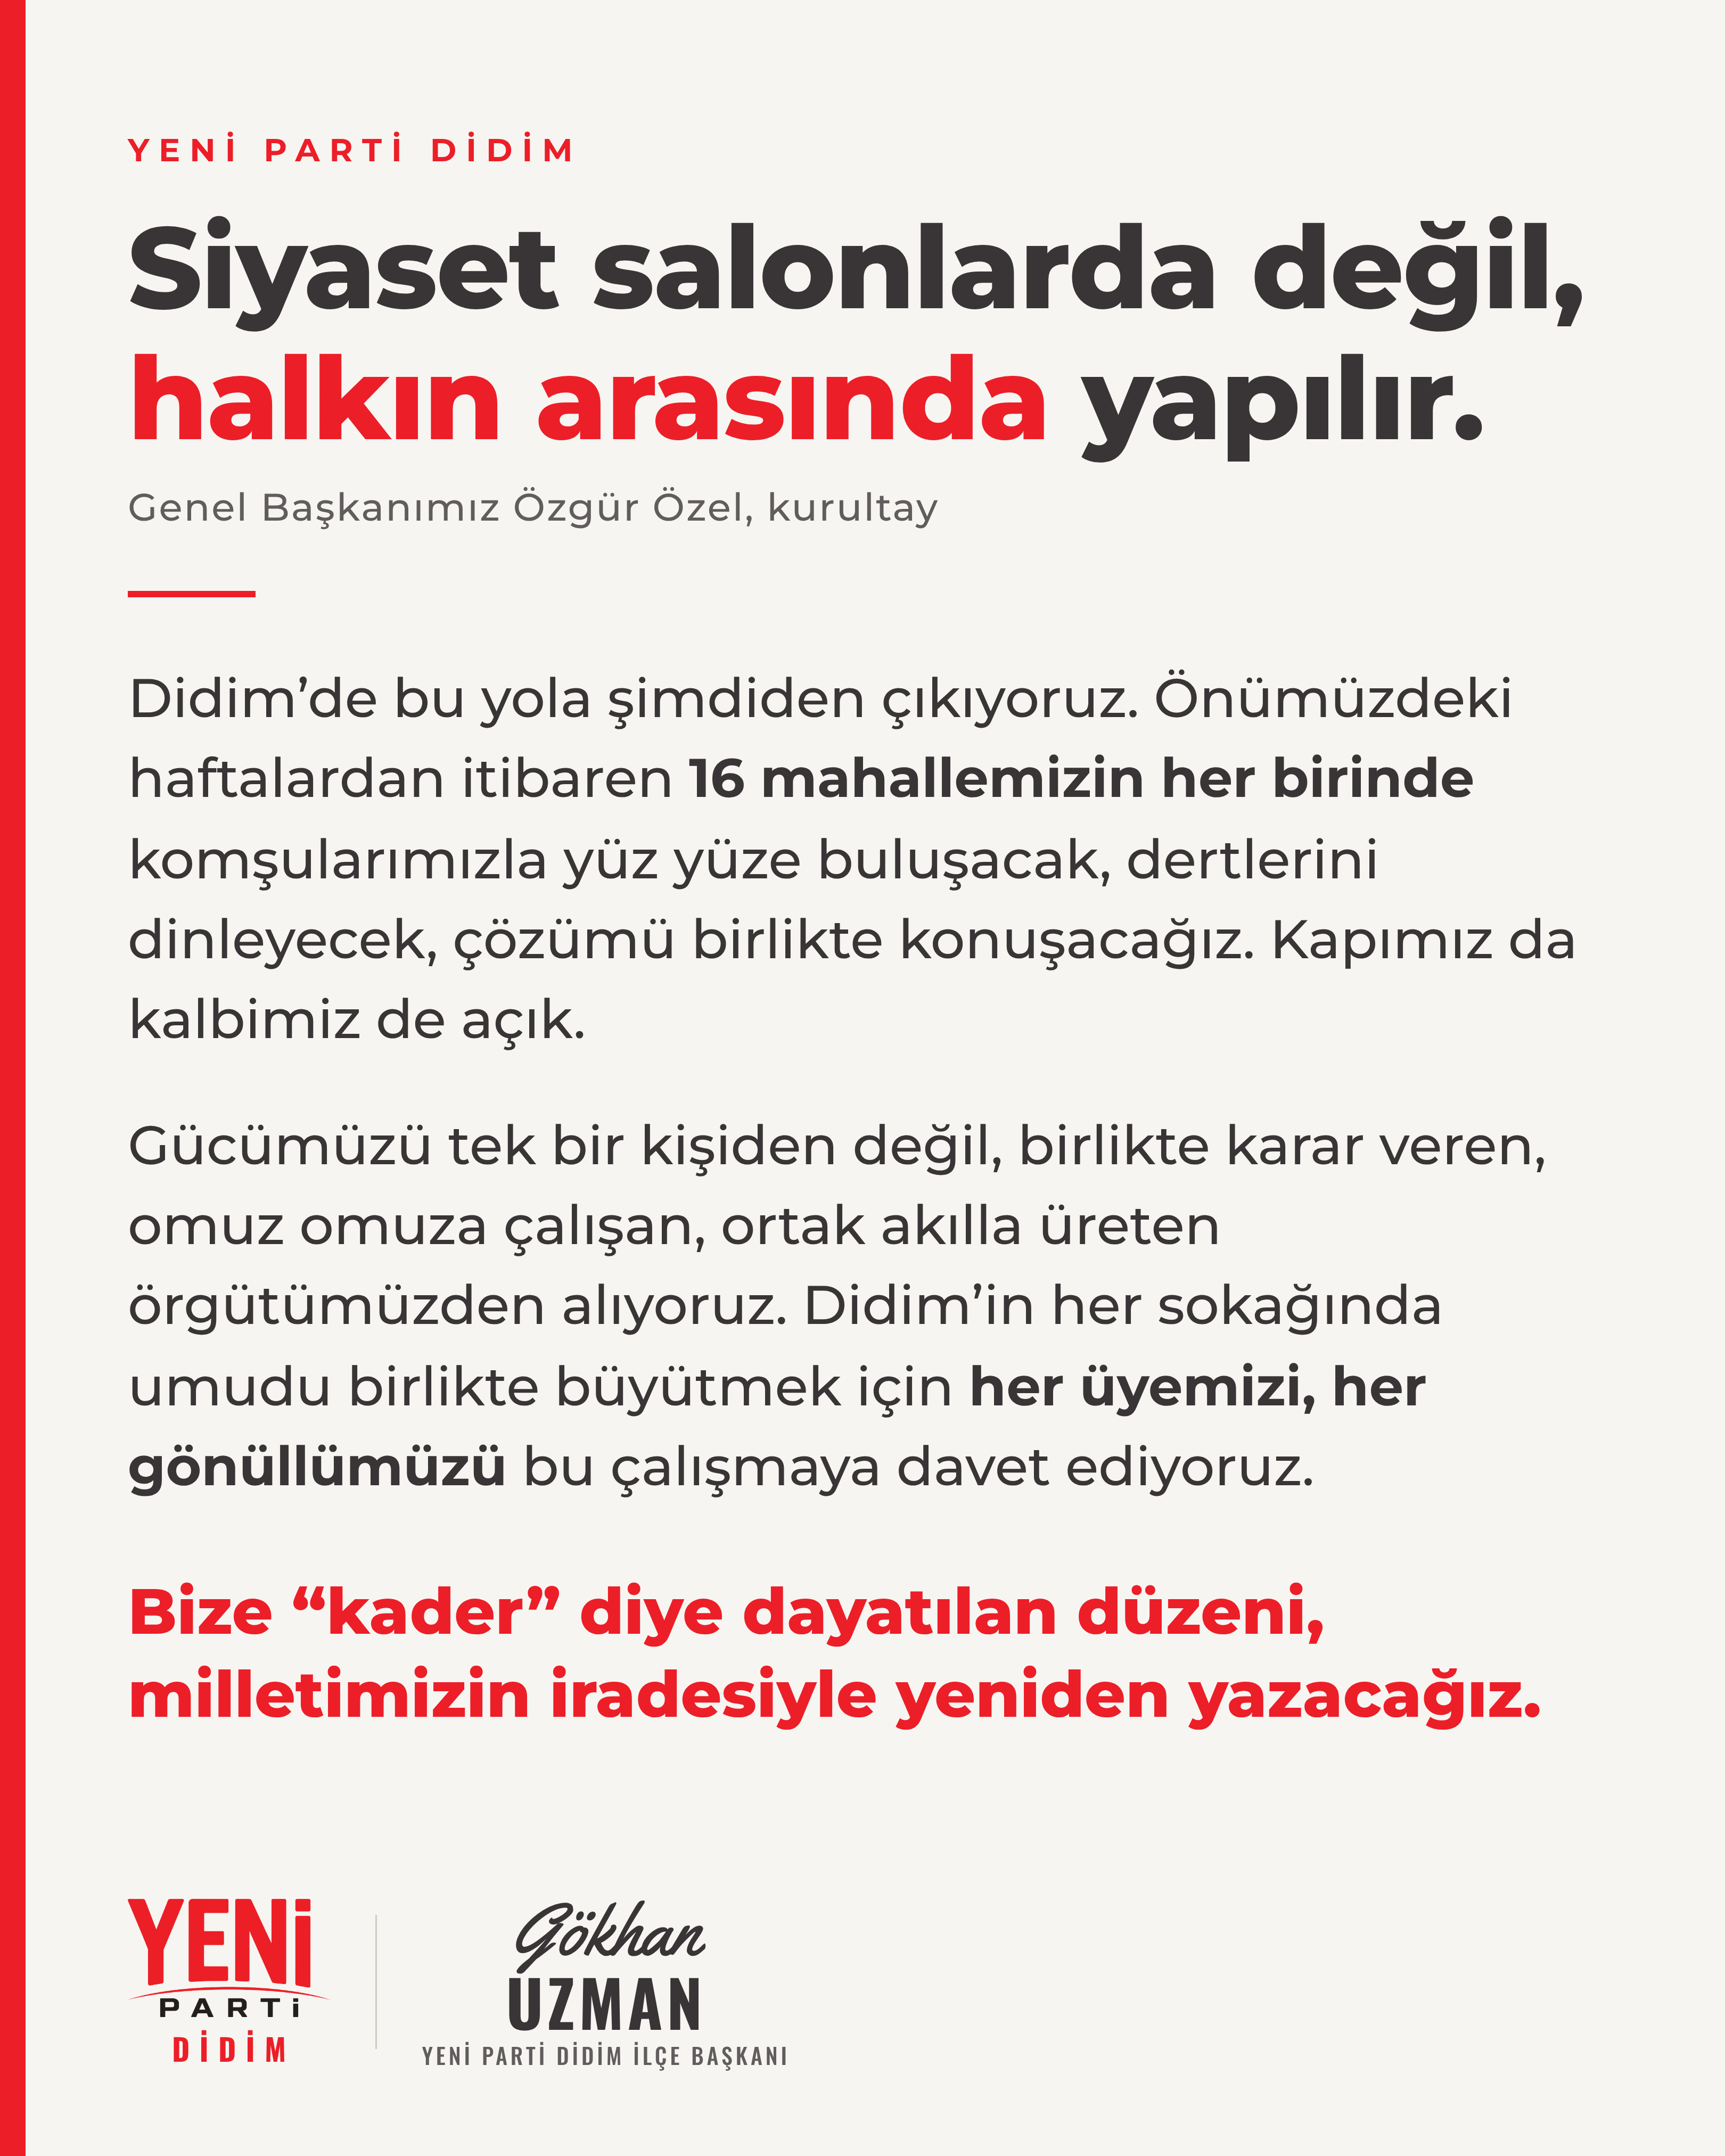 YENİ PARTİ DİDİM
Siyaset salonlarda değil,
halkın arasında yapılır.
Genel Başkanımız Özgür Özel, kurultay
Didim’de bu yola şimdiden çıkıyoruz. Önümüzdeki
haftalardan itibaren 16 mahallemizin her birinde
komşularımızla yüz yüze buluşacak, dertlerini
dinleyecek, çözümü birlikte konuşacağız. Kapımız da
kalbimiz de açık.
Gücümüzü tek bir kişiden değil, birlikte karar veren,
omuz omuza çalışan, ortak akılla üreten
örgütümüzden alıyoruz. Didim’in her sokağında
umudu birlikte büyütmek için her üyemizi, her
gönüllümüzü bu çalışmaya davet ediyoruz.
Bize “kader” diye dayatılan düzeni,
milletimizin iradesiyle yeniden yazacağız.
YENİ
PARTİ
DİDİM
Gökhan
UZMAN
YENİ PARTİ DİDİM İLÇE BAŞKANI